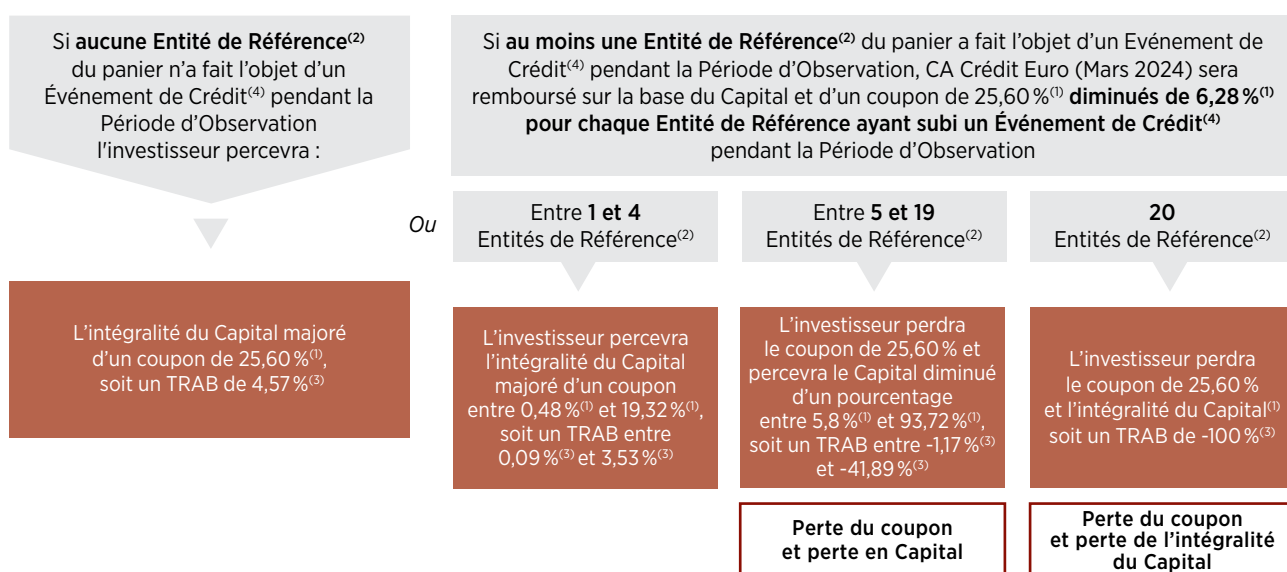 Si aucune Entité de Référence(2)
du panier n’a fait l’objet d’un
Événement de Crédit(4) pendant la
Période d’Observation
l'investisseur percevra :
Si au moins une Entité de Référence(2) du panier a fait l’objet d’un Evénement de
Crédit(4) pendant la Période d’Observation, CA Crédit Euro (Mars 2024) sera
remboursé sur la base du Capital et d’un coupon de 25,60 %(1) diminués de 6,28 %(1)
pour chaque Entité de Référence ayant subi un Événement de Crédit(4)
pendant la Période d’Observation
Ou
Entre 1 et 4
Entités de Référence(2)
Entre 5 et 19
Entités de Référence(2)
20
Entités de Référence(2)
L’intégralité du Capital majoré
d’un coupon de 25,60 %(1),
soit un TRAB de 4,57 %(3)
L’investisseur percevra
l’intégralité du Capital
majoré d’un coupon
entre 0,48 %(1) et 19,32 %(1),
soit un TRAB entre
0,09 %(3) et 3,53 %(3)
L’investisseur perdra
le coupon de 25,60 % et
percevra le Capital diminué
d’un pourcentage
entre 5,8 %(1) et 93,72 %(1),
soit un TRAB entre -1,17 %(3)
et -41,89 %(3)
L’investisseur perdra
le coupon de 25,60 %
et l’intégralité du Capital(1)
soit un TRAB de -100 %(3)
Perte du coupon
et perte en Capital
Perte du coupon
et perte de l’intégralité
du Capital